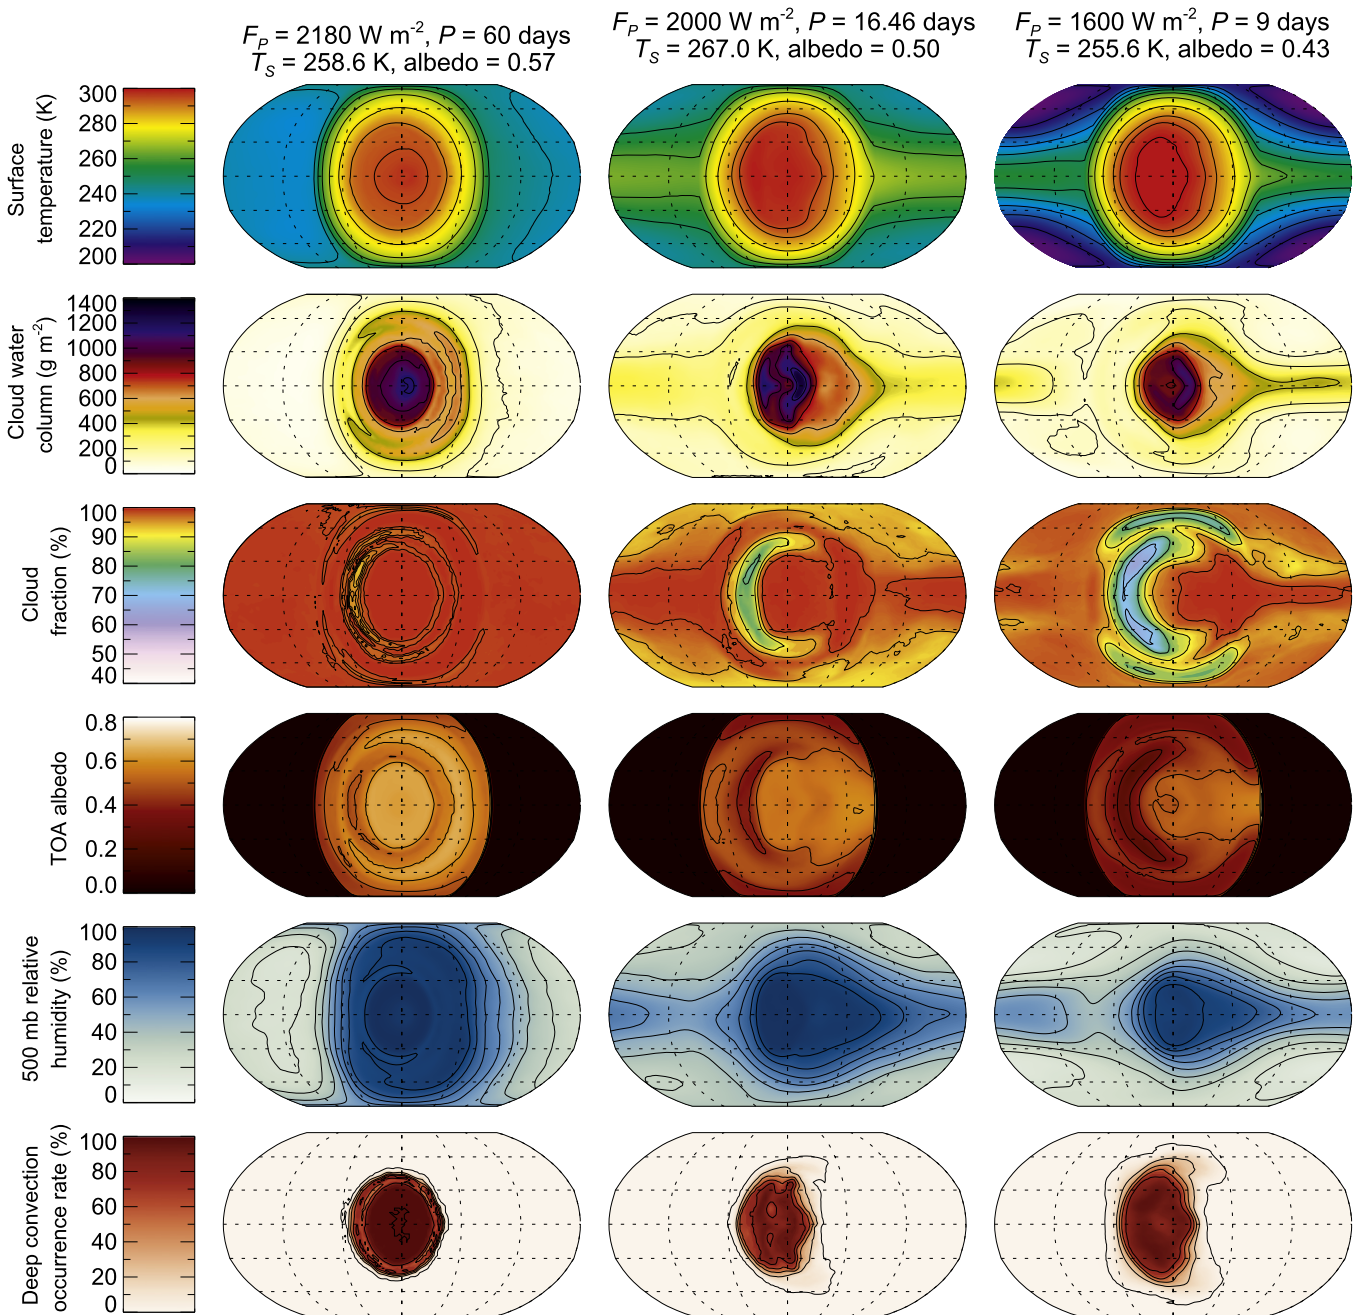 F_P = 2180 W m⁻², P = 60 days
T_S = 258.6 K, albedo = 0.57
F_P = 2000 W m⁻², P = 16.46 days
T_S = 267.0 K, albedo = 0.50
F_P = 1600 W m⁻², P = 9 days
T_S = 255.6 K, albedo = 0.43
Surface
temperature (K)
300
280
260
240
220
200
Cloud water
column (g m⁻²)
1400
1200
1000
800
600
400
200
0
Cloud
fraction (%)
100
90
80
70
60
50
40
TOA albedo
0.8
0.6
0.4
0.2
0.0
500 mb relative
humidity (%)
100
80
60
40
20
0
Deep convection
occurrence rate (%)
100
80
60
40
20
0